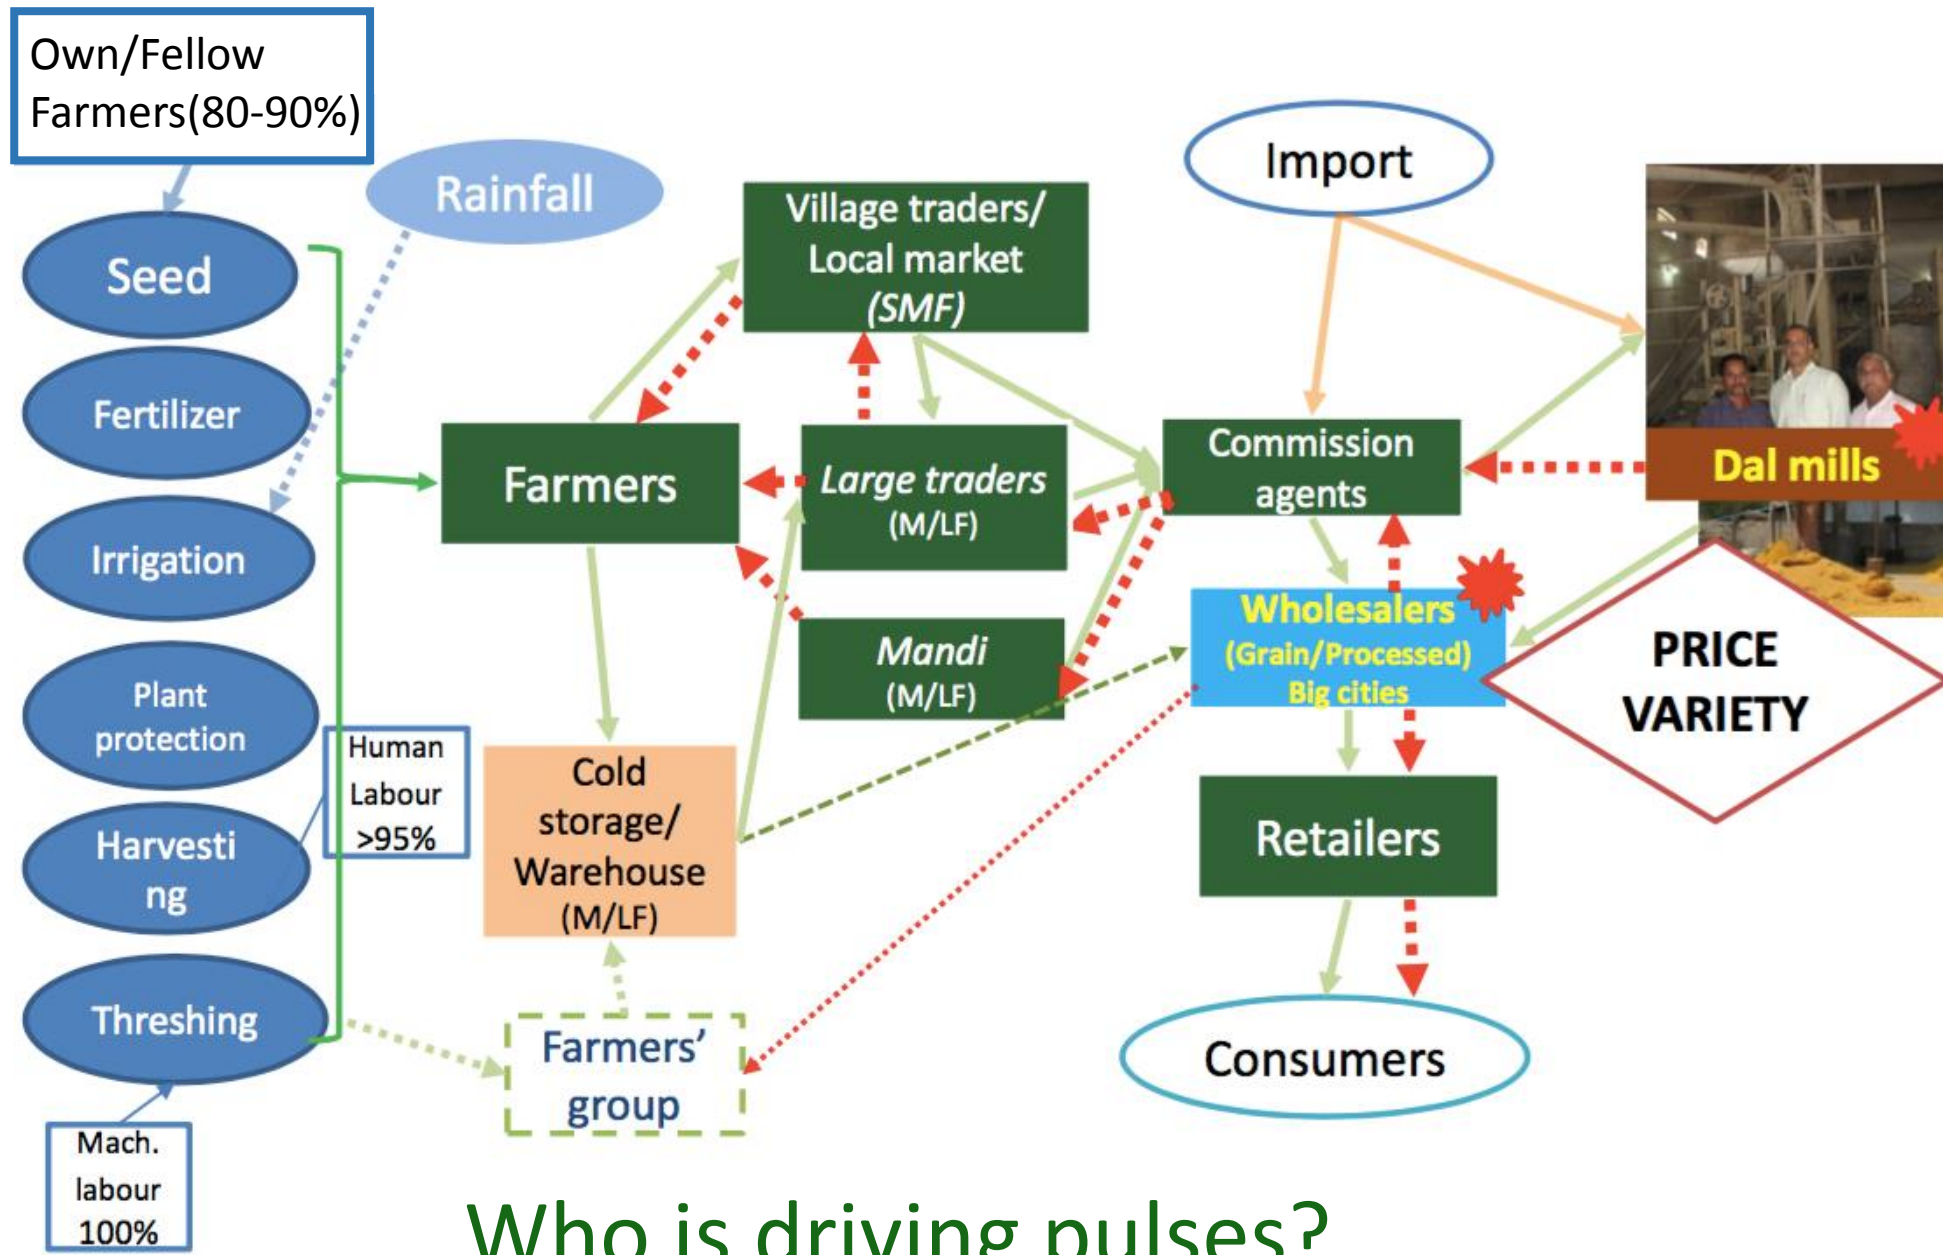 Own/Fellow
Farmers(80-90%)
Rainfall
Seed
Fertilizer
Irrigation
Plant
protection
Harvesti
ng
Threshing
Human
Labour
>95%
Mach.
labour
100%
Village traders/
Local market
(SMF)
Farmers
Large traders
(M/LF)
Mandi
(M/LF)
Cold
storage/
Warehouse
(M/LF)
Farmers'
group
Import
Commission
agents
Dal mills
Wholesalers
(Grain/Processed)
Big cities
PRICE
VARIETY
Retailers
Consumers
Who is driving pulses?